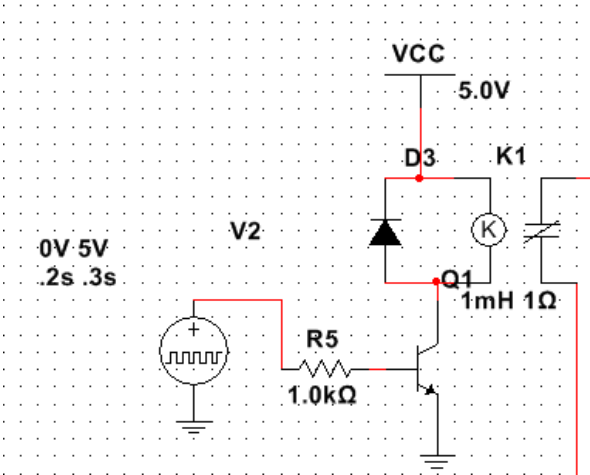 VCC
5.0V
D3
K1
K
V2
0V 5V
.2s .3s
Q1
1mH 1Ω
R5
1.0kΩ